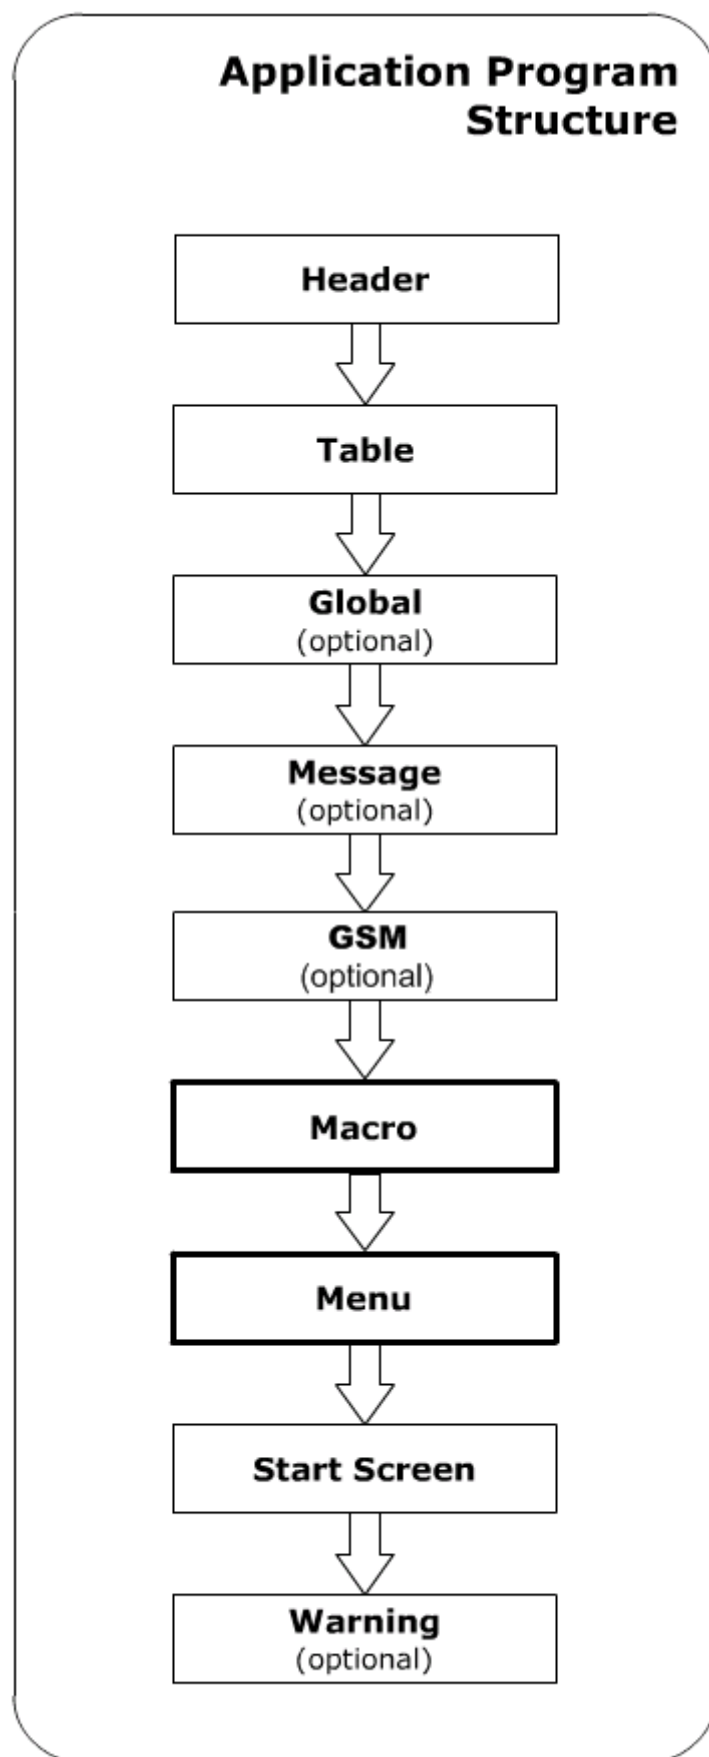 Application Program
Structure
Header
Table
Global
(optional)
Message
(optional)
GSM
(optional)
Macro
Menu
Start Screen
Warning
(optional)